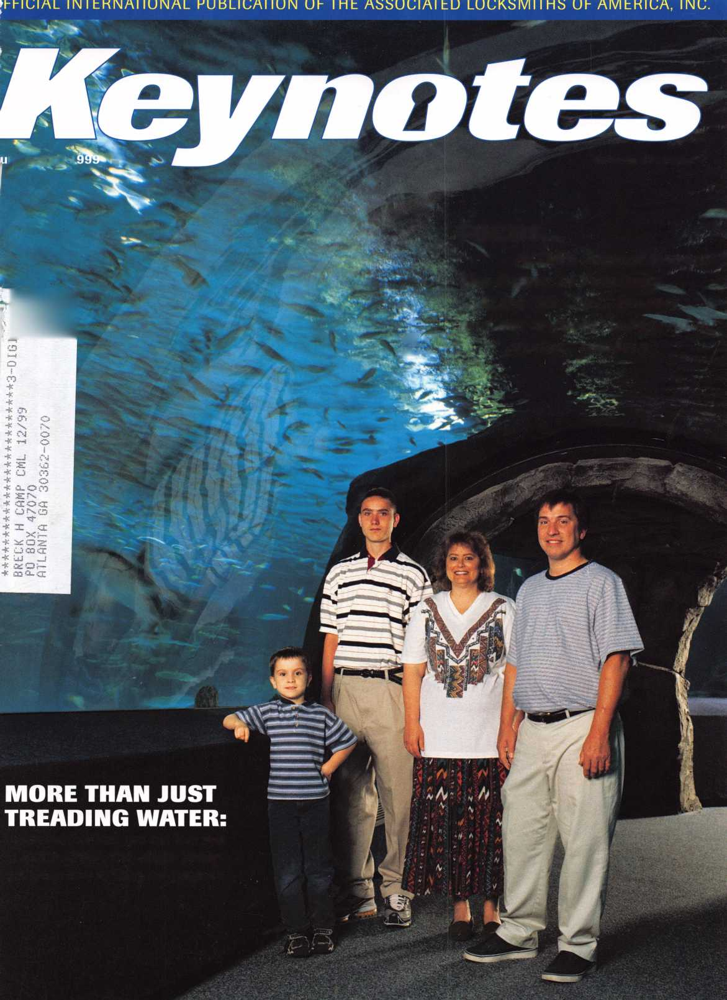 FFICIAL INTERNATIONAL PUBLICATION OF THE ASSOCIATED LOCKSMITHS OF AMERICA, INC.
Keynotes
u 999
3-DIGI
BRECK H CAMP CML 12/99
PO BOX 47070
ATLANTA GA 30362-0070
MORE THAN JUST
TREADING WATER: